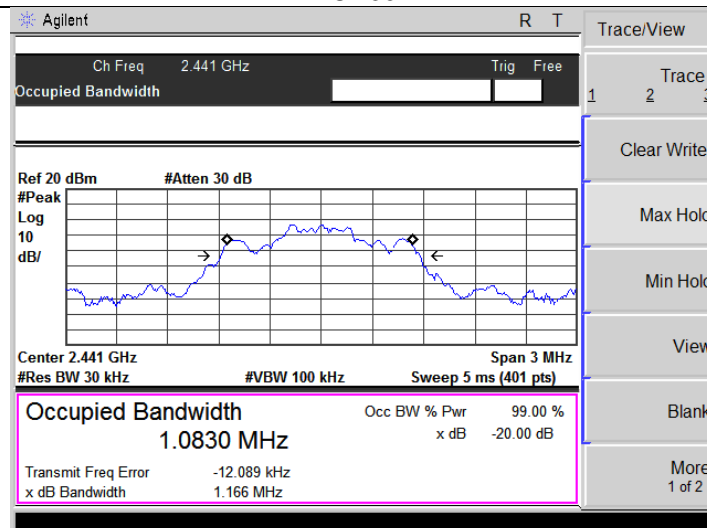 Agilent R T
Trace/View
Ch Freq 2.441 GHz Trig Free
Occupied Bandwidth
Trace
1 2
Clear Write
Ref 20 dBm #Atten 30 dB
#Peak
Log
10
dB/
Max Hold
Min Hold
View
Center 2.441 GHz Span 3 MHz
#Res BW 30 kHz #VBW 100 kHz Sweep 5 ms (401 pts)
Occupied Bandwidth Occ BW % Pwr 99.00 %
1.0830 MHz x dB -20.00 dB
Blank
Transmit Freq Error -12.089 kHz
x dB Bandwidth 1.166 MHz
More
1 of 2